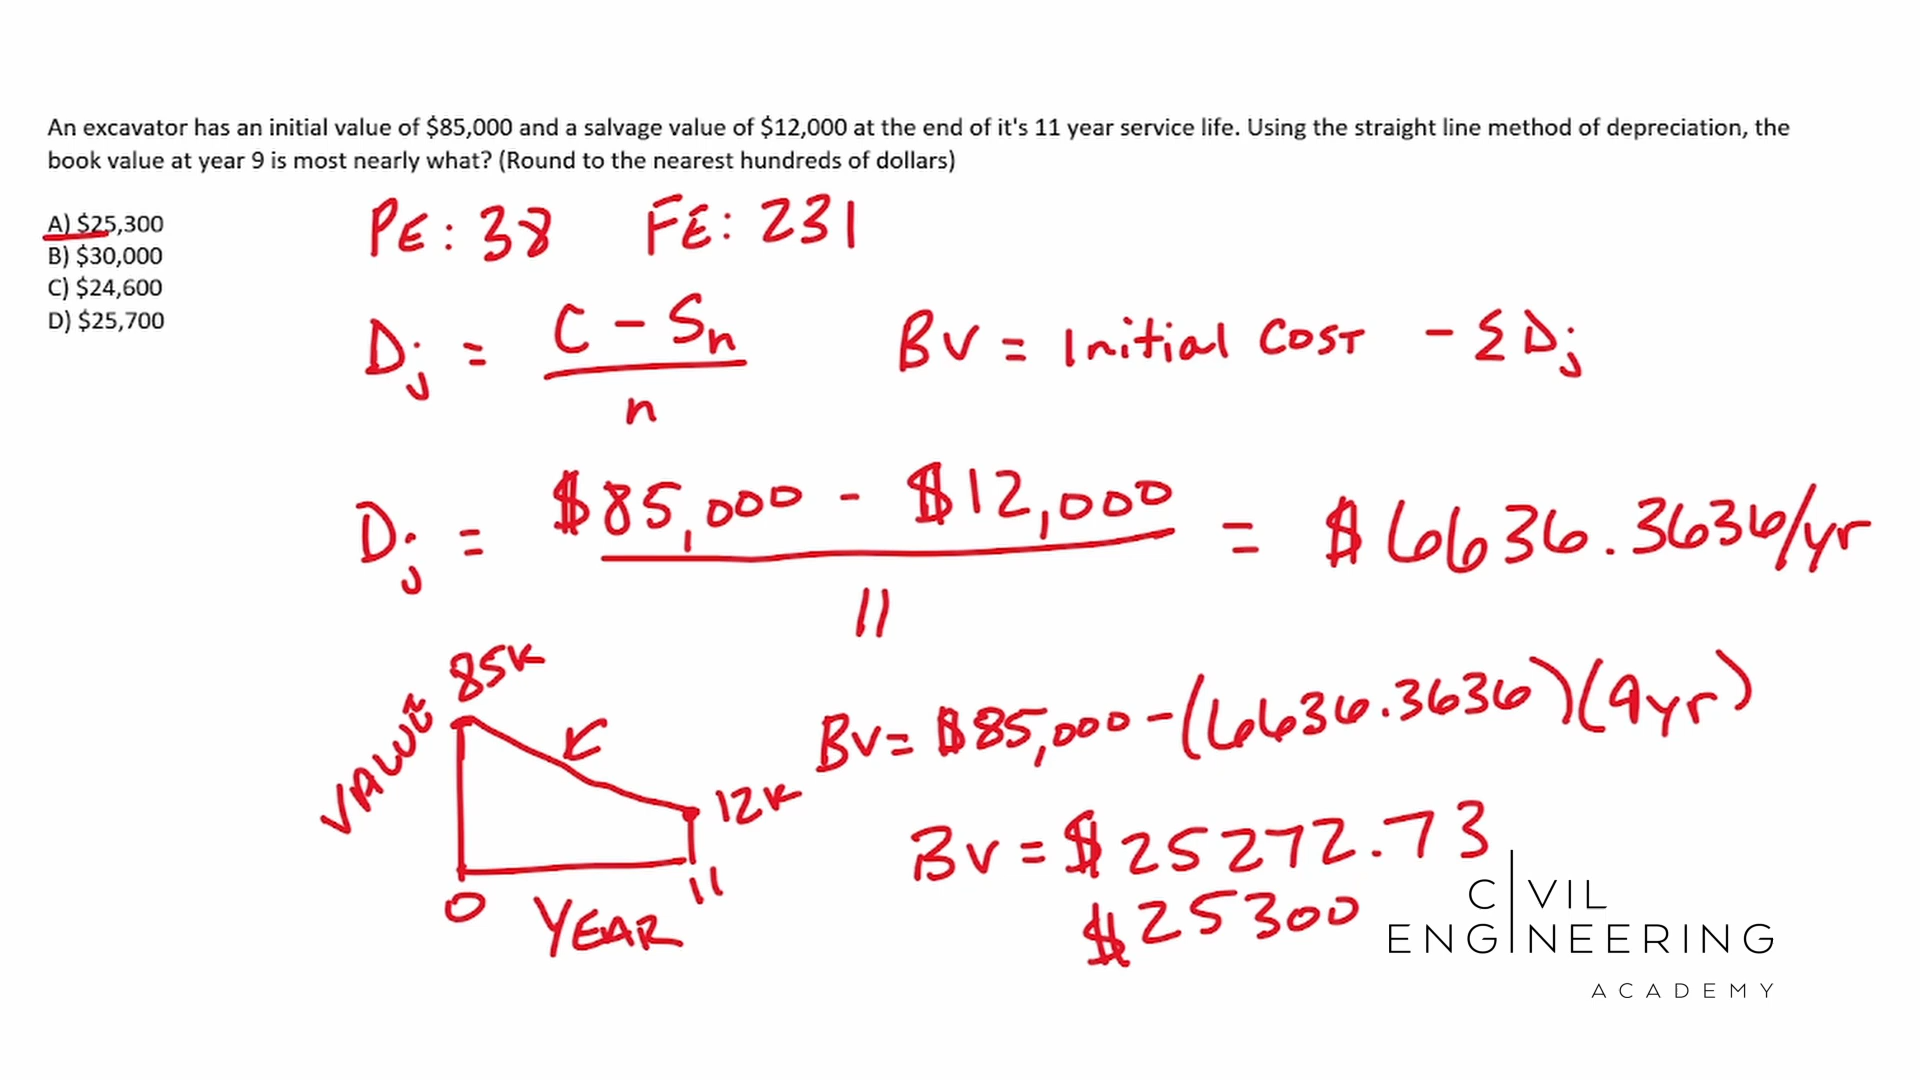 An excavator has an initial value of $85,000 and a salvage value of $12,000 at the end of it's 11 year service life. Using the straight line method of depreciation, the
book value at year 9 is most nearly what? (Round to the nearest hundreds of dollars)
A) $25,300
B) $30,000
C) $24,600
D) $25,700
PE: 38 FE: 231
Dj = C - Sn / n
BV = Initial COST - ΣDj
Dj = $85,000 - $12,000 / 11 = $6636.3636/yr
VALUE 85K
12K
0 11
YEAR
BV = $85,000 - (6636.3636)(9yr)
BV = $25272.73
$25300
CIVIL
ENGINEERING
ACADEMY